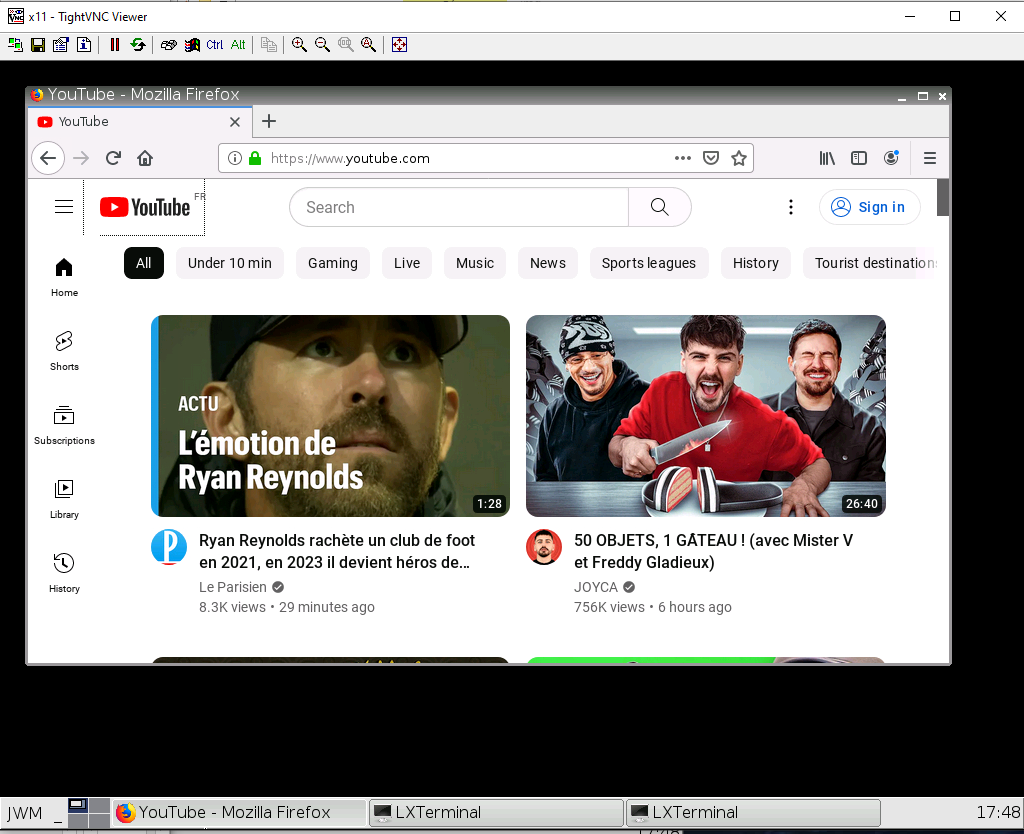 x11 - TightVNC Viewer
Ctrl Alt
YouTube - Mozilla Firefox
YouTube
https://www.youtube.com
YouTube FR
Search
Sign in
All
Under 10 min
Gaming
Live
Music
News
Sports leagues
History
Tourist destinations
Home
Shorts
Subscriptions
Library
History
ACTU
L'émotion de
Ryan Reynolds
1:28
26:40
Ryan Reynolds rachète un club de foot
en 2021, en 2023 il devient héros de...
Le Parisien
8.3K views • 29 minutes ago
50 OBJETS, 1 GÂTEAU ! (avec Mister V
et Freddy Gladieux)
JOYCA
756K views • 6 hours ago
JWM
YouTube - Mozilla Firefox
LXTerminal
LXTerminal
17:48